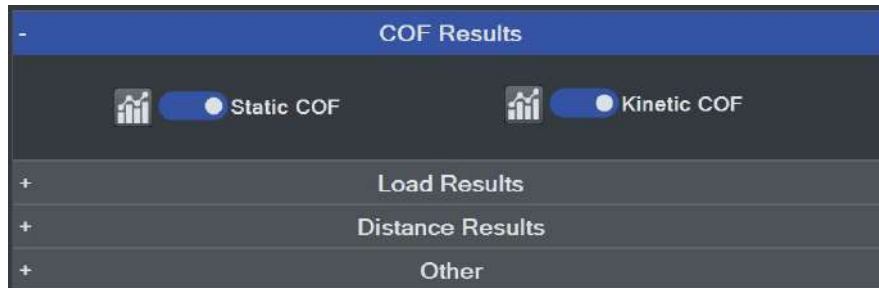 - COF Results
Static COF Kinetic COF
+ Load Results
+ Distance Results
+ Other